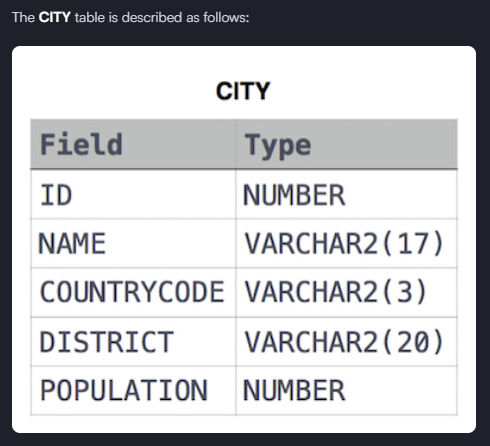 The CITY table is described as follows:
CITY
Field Type
ID NUMBER
NAME VARCHAR2(17)
COUNTRYCODE VARCHAR2(3)
DISTRICT VARCHAR2(20)
POPULATION NUMBER